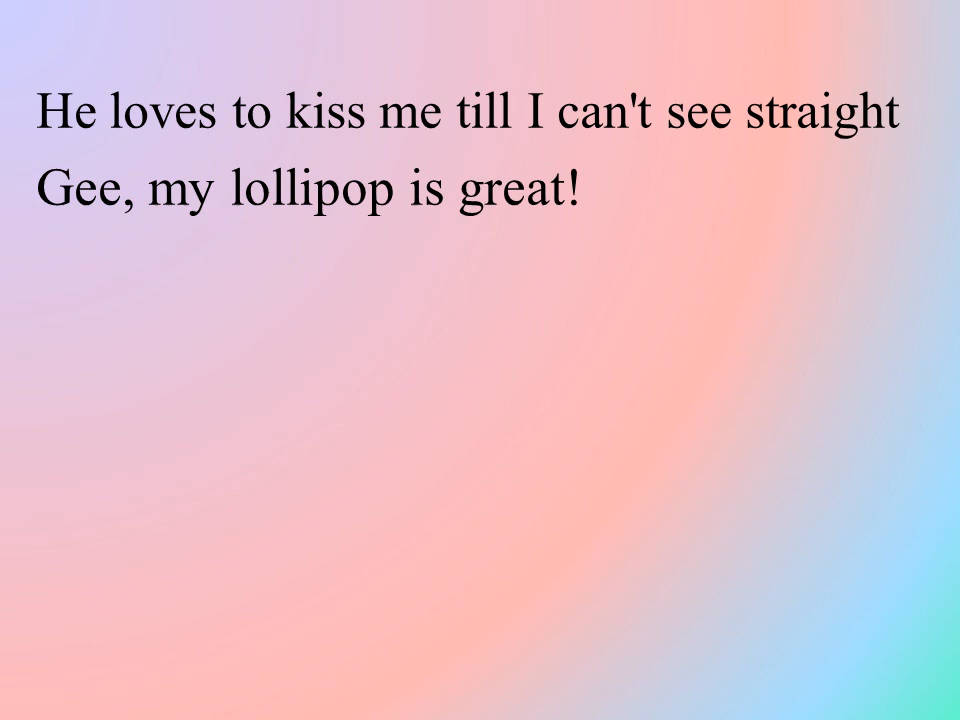 He loves to kiss me till I can't see straight
Gee, my lollipop is great!